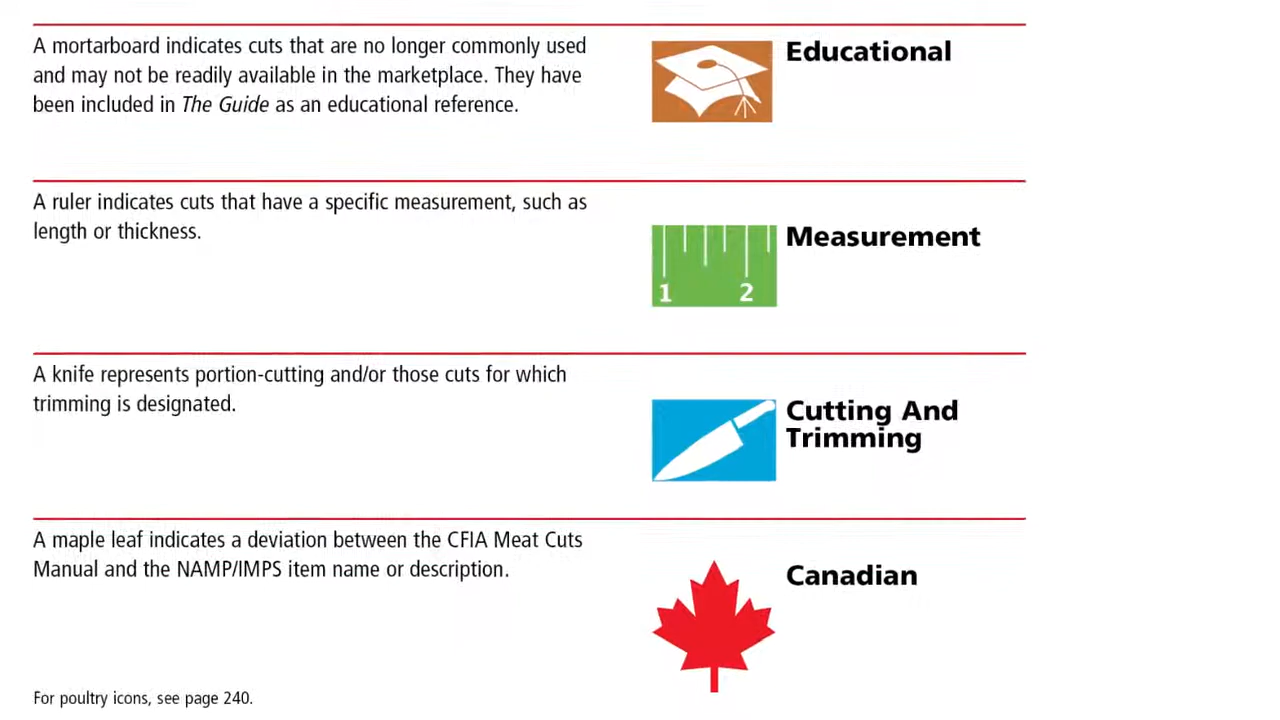 A mortarboard indicates cuts that are no longer commonly used
and may not be readily available in the marketplace. They have
been included in The Guide as an educational reference.
Educational
A ruler indicates cuts that have a specific measurement, such as
length or thickness.
Measurement
1 2
A knife represents portion-cutting and/or those cuts for which
trimming is designated.
Cutting And
Trimming
A maple leaf indicates a deviation between the CFIA Meat Cuts
Manual and the NAMP/IMPS item name or description.
Canadian
For poultry icons, see page 240.